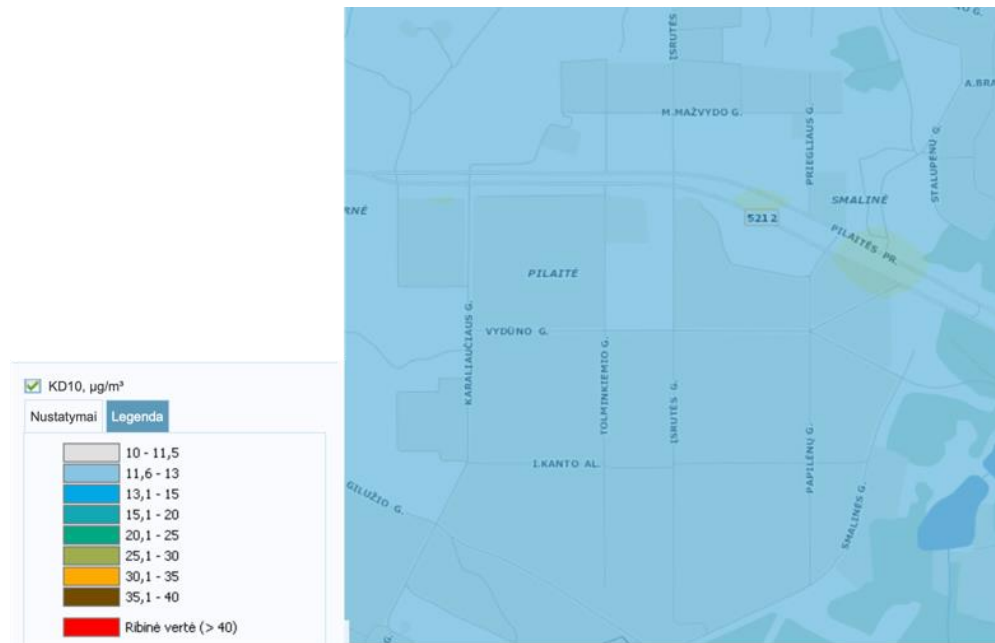 ISRUTĖS
O G.
A.BRA
M.MAŽVYDO G.
PRIEGLIAUS G.
STALUPĖNŲ G.
RNĖ
SMALINĖ
5212
PILAITĖS PR.
PILAITĖ
KARALIAUČIAUS G.
VYDŪNO G.
TOLMINKIEMIO G.
ISRUTĖS G.
I.KANTO AL.
PAPILĖNŲ G.
GILUŽIO G.
SMALINĖS G.
G.
KD10, µg/m³
Nustatymai Legenda
10 - 11,5
11,6 - 13
13,1 - 15
15,1 - 20
20,1 - 25
25,1 - 30
30,1 - 35
35,1 - 40
Ribinė vertė (> 40)